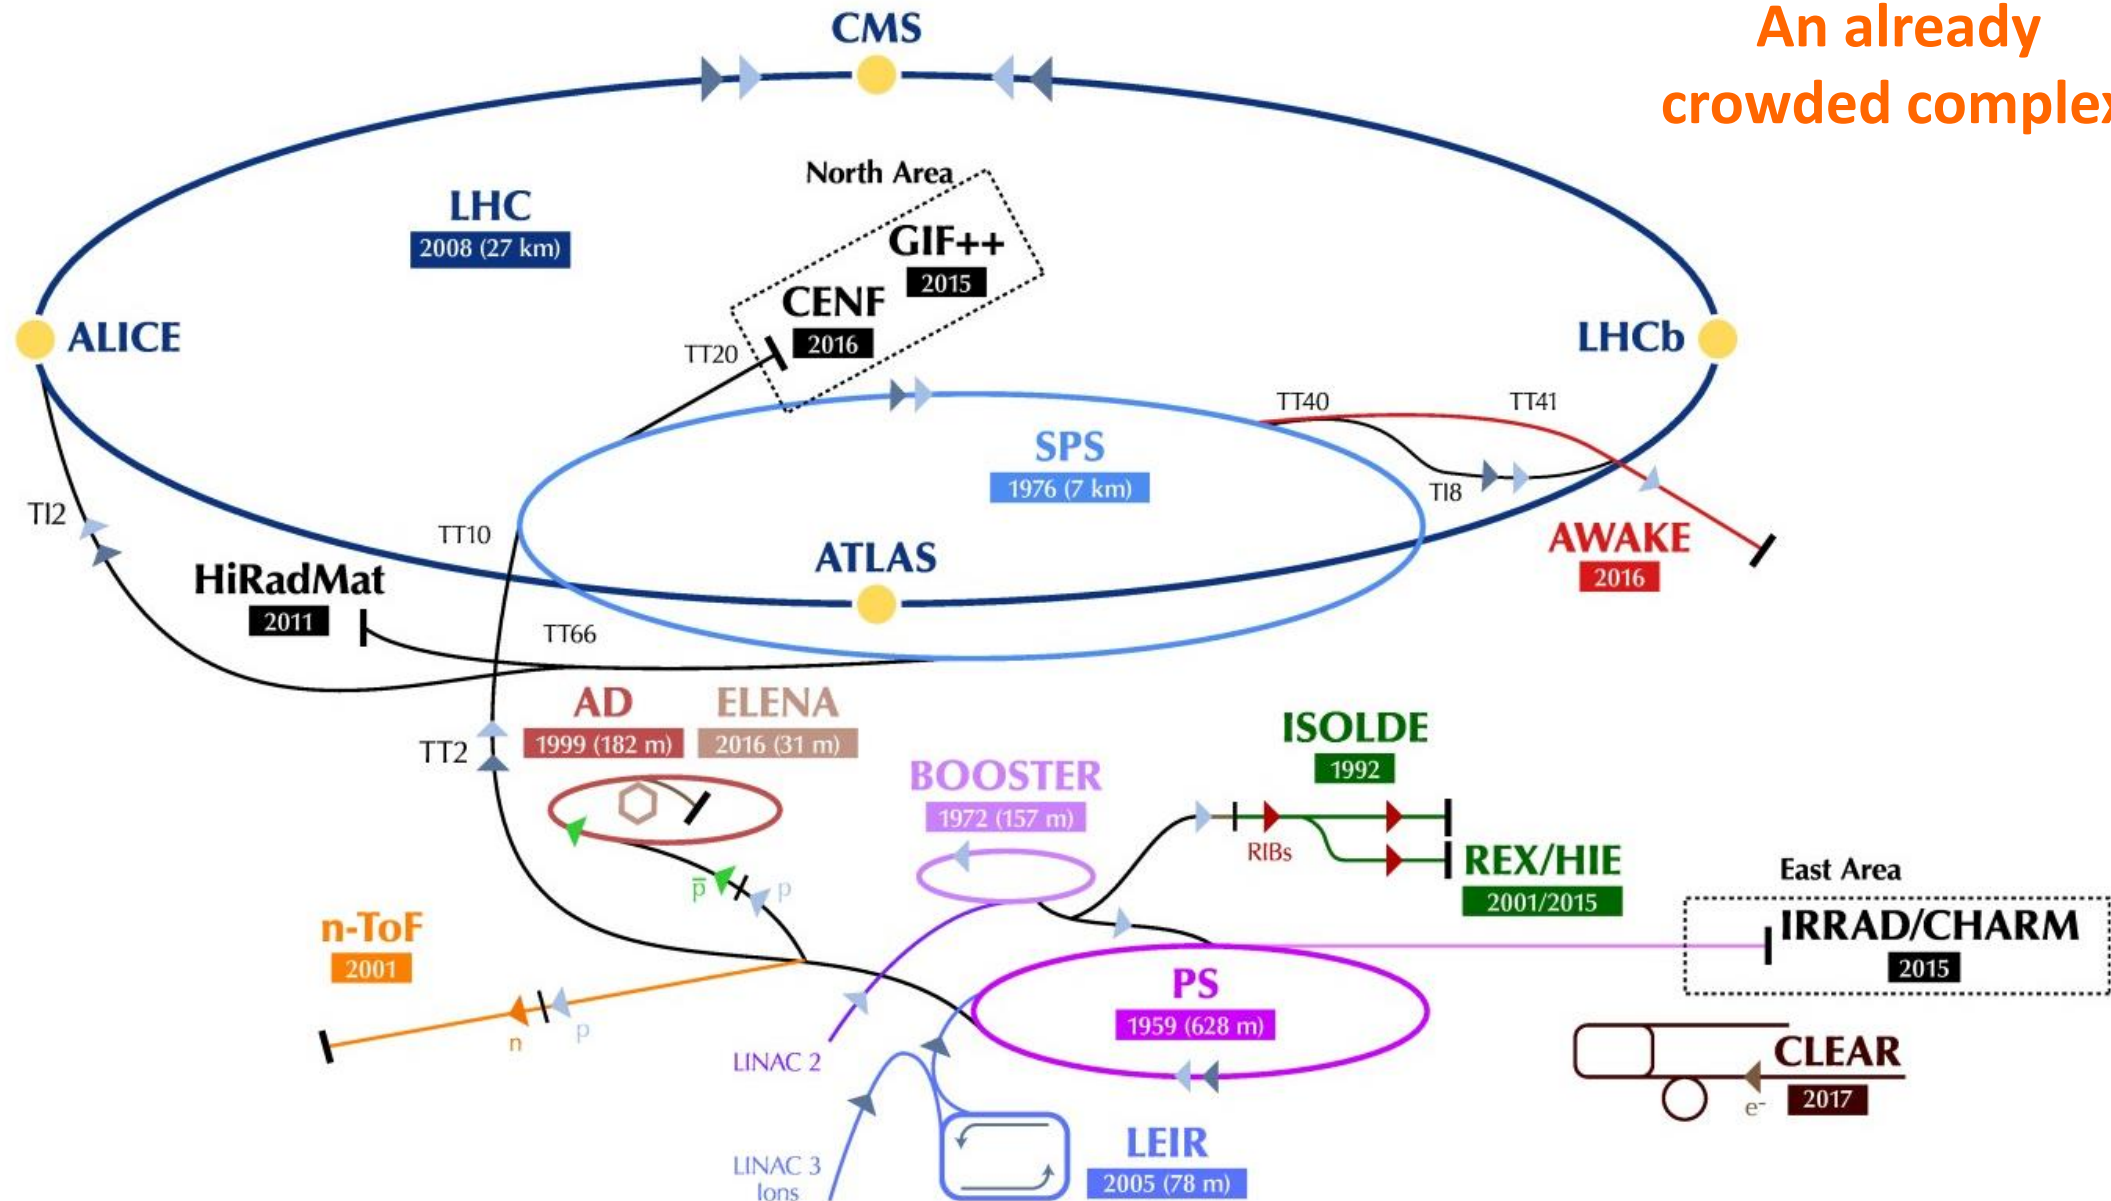 An already
crowded complex
CMS
North Area
LHC
2008 (27 km)
GIF++
2015
CENF
2016
ALICE
LHCb
TT20
TT40
TT41
SPS
1976 (7 km)
TI8
TI2
TT10
AWAKE
2016
ATLAS
HiRadMat
2011
TT66
AD
1999 (182 m)
ELENA
2016 (31 m)
TT2
ISOLDE
1992
BOOSTER
1972 (157 m)
RIBs
REX/HIE
2001/2015
East Area
p̅
p
n-ToF
2001
IRRAD/CHARM
2015
PS
1959 (628 m)
n
p
LINAC 2
CLEAR
2017
e-
LEIR
2005 (78 m)
LINAC 3
Ions